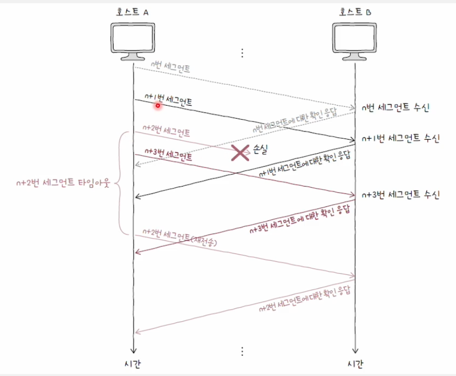 호스트 A
호스트 B
n번 세그먼트
n+1번 세그먼트
n번 세그먼트에 대한 확인 응답
n번 세그먼트 수신
n+2번 세그먼트
손실
n+1번 세그먼트 수신
n+3번 세그먼트
n+1번 세그먼트에 대한 확인 응답
n+2번 세그먼트 타임아웃
n+3번 세그먼트 수신
n+3번 세그먼트에 대한 확인 응답
n+2번 세그먼트(재전송)
n+2번 세그먼트에 대한 확인 응답
시간
시간